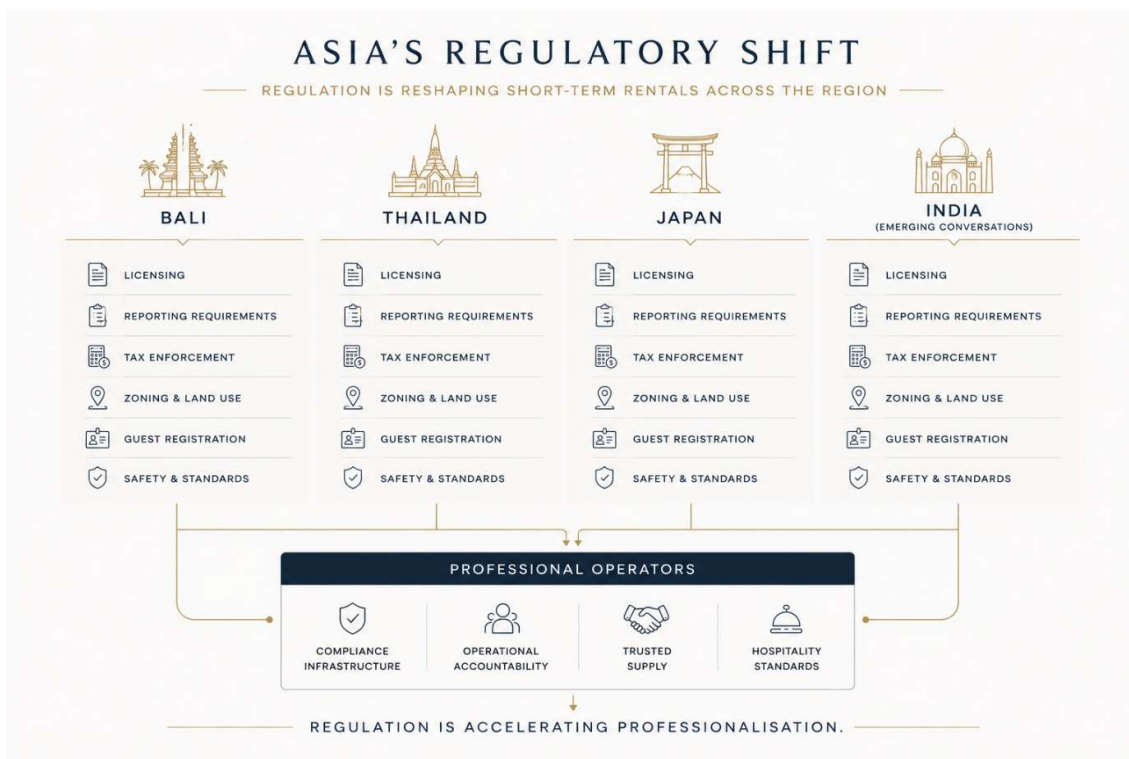 ASIA'S REGULATORY SHIFT
REGULATION IS RESHAPING SHORT-TERM RENTALS ACROSS THE REGION
BALI
LICENSING
REPORTING REQUIREMENTS
TAX ENFORCEMENT
ZONING & LAND USE
GUEST REGISTRATION
SAFETY & STANDARDS
THAILAND
LICENSING
REPORTING REQUIREMENTS
TAX ENFORCEMENT
ZONING & LAND USE
GUEST REGISTRATION
SAFETY & STANDARDS
JAPAN
LICENSING
REPORTING REQUIREMENTS
TAX ENFORCEMENT
ZONING & LAND USE
GUEST REGISTRATION
SAFETY & STANDARDS
INDIA
(EMERGING CONVERSATIONS)
LICENSING
REPORTING REQUIREMENTS
TAX ENFORCEMENT
ZONING & LAND USE
GUEST REGISTRATION
SAFETY & STANDARDS
PROFESSIONAL OPERATORS
COMPLIANCE
INFRASTRUCTURE
OPERATIONAL
ACCOUNTABILITY
TRUSTED
SUPPLY
HOSPITALITY
STANDARDS
REGULATION IS ACCELERATING PROFESSIONALISATION.